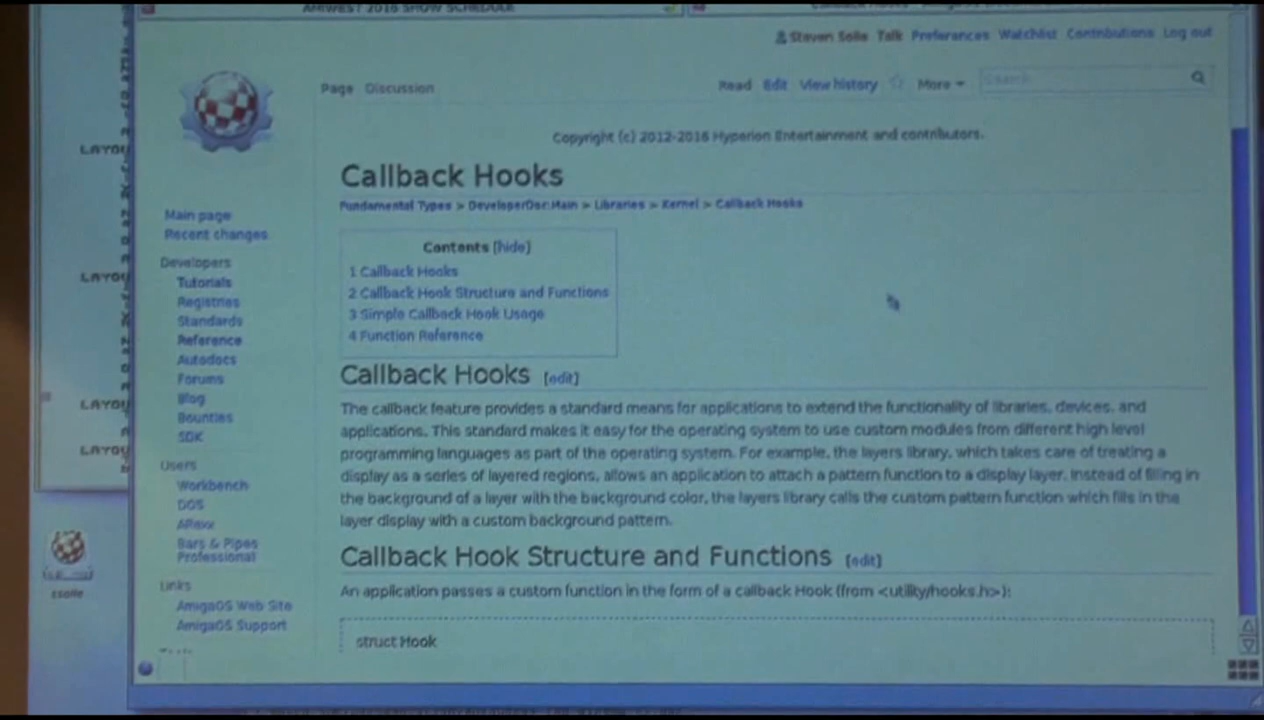 AMIWEST 2016 SHOW SCHEDULE
Steven Solie Talk Preferences Watchlist Contributions Log out
Page Discussion
Read Edit View history More Search
Copyright (c) 2012-2016 Hyperion Entertainment and contributors.
Callback Hooks
Fundamental Types > DeveloperDoc:Main > Libraries > Kernel > Callback Hooks
Contents [hide]
1 Callback Hooks
2 Callback Hook Structure and Functions
3 Simple Callback Hook Usage
4 Function Reference
Main page
Recent changes
Developers
Tutorials
Registries
Standards
Reference
Autodocs
Forums
Blog
Bounties
SDK
Users
Workbench
DOS
ARexx
Bars & Pipes
Professional
Links
AmigaOS Web Site
AmigaOS Support
Callback Hooks [edit]
The callback feature provides a standard means for applications to extend the functionality of libraries, devices, and
applications. This standard makes it easy for the operating system to use custom modules from different high level
programming languages as part of the operating system. For example, the layers library, which takes care of treating a
display as a series of layered regions, allows an application to attach a pattern function to a display layer. Instead of filling in
the background of a layer with the background color, the layers library calls the custom pattern function which fills in the
layer display with a custom background pattern.
Callback Hook Structure and Functions [edit]
An application passes a custom function in the form of a callback Hook (from <utility/hooks.h>):
struct Hook
LAYOU
LAYOU
LAYOU
LAYOU